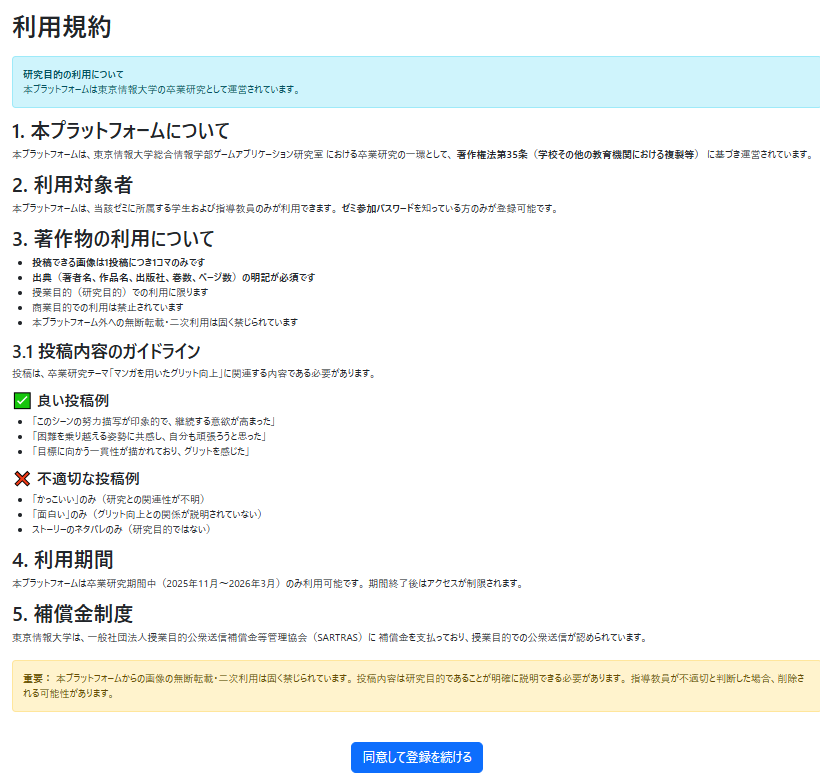 利用規約
研究目的の利用について
本プラットフォームは東京情報大学の卒業研究として運営されています。
1. 本プラットフォームについて
本プラットフォームは、東京情報大学総合情報学部ゲームアプリケーション研究室 における卒業研究の一環として、著作権法第35条（学校その他の教育機関における複製等） に基づき運営されています。
2. 利用対象者
本プラットフォームは、当該ゼミに所属する学生および指導教員のみが利用できます。ゼミ参加パスワードを知っている方のみが登録可能です。
3. 著作物の利用について
投稿できる画像は1投稿につき1コマのみです
出典（著者名、作品名、出版社、巻数、ページ数）の明記が必須です
授業目的（研究目的）での利用に限ります
商業目的での利用は禁止されています
本プラットフォーム外への無断転載・二次利用は固く禁じられています
3.1 投稿内容のガイドライン
投稿は、卒業研究テーマ「マンガを用いたグリット向上」に関連する内容である必要があります。
✅ 良い投稿例
「このシーンの努力描写が印象的で、継続する意欲が高まった」
「困難を乗り越える姿勢に共感し、自分も頑張ろうと思った」
「目標に向かう一貫性が描かれており、グリットを感じた」
❌ 不適切な投稿例
「かっこいい」のみ（研究との関連性が不明）
「面白い」のみ（グリット向上との関係が説明されていない）
ストーリーのネタバレのみ（研究目的ではない）
4. 利用期間
本プラットフォームは卒業研究期間中（2025年11月～2026年3月）のみ利用可能です。期間終了後はアクセスが制限されます。
5. 補償金制度
東京情報大学は、一般社団法人授業目的公衆送信補償金等管理協会（SARTRAS）に 補償金を支払っており、授業目的での公衆送信が認められています。
重要： 本プラットフォームからの画像の無断転載・二次利用は固く禁じられています。投稿内容は研究目的であることが明確に説明できる必要があります。指導教員が不適切と判断した場合、削除さ
れる可能性があります。
同意して登録を続ける